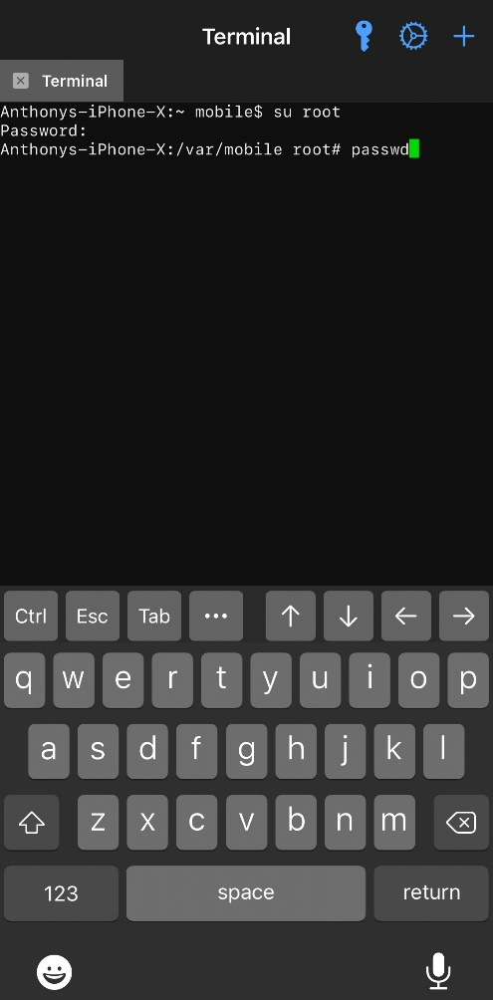 Terminal
Terminal
Anthonys-iPhone-X:~ mobile$ su root
Password:
Anthonys-iPhone-X:/var/mobile root# passwd
Ctrl Esc Tab ••• ↑ ↓ ← →
q w e r t y u i o p
a s d f g h j k l
z x c v b n m
123 space return